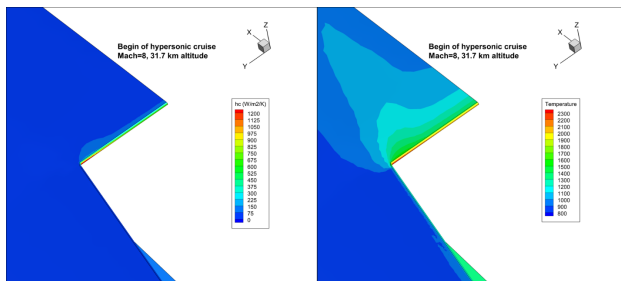 Begin of hypersonic cruise
Mach=8, 31.7 km altitude
X
Z
Y
hc (W/m2/K)
1200
1125
1050
975
900
825
750
675
600
525
450
375
300
225
150
75
0
Begin of hypersonic cruise
Mach=8, 31.7 km altitude
X
Z
Y
Temperature
2300
2200
2100
2000
1900
1800
1700
1600
1500
1400
1300
1200
1100
1000
900
800